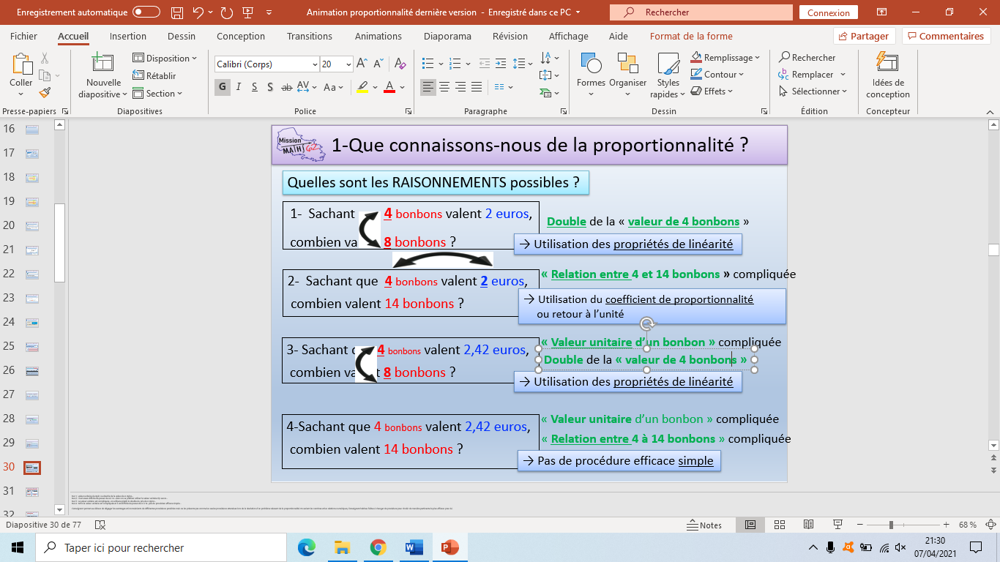 Enregistrement automatique
Animation proportionnalité dernière version - Enregistré dans ce PC
Rechercher
Connexion
Fichier Accueil Insertion Dessin Conception Transitions Animations Diaporama Révision Affichage Aide Format de la forme
Partager Commentaires
Coller
Nouvelle diapositive
Disposition
Rétablir
Section
Calibri (Corps) 20
G I S S ab AV Aa A
Formes Organiser Styles rapides
Remplissage
Contour
Effets
Rechercher
Remplacer
Sélectionner
Idées de conception
Presse-papiers Diapositives Police Paragraphe Dessin Édition Concepteur
16
17
18
19
20
21
22
23
24
25
26
27
28
29
30
31
32
Mission MATH 62
1-Que connaissons-nous de la proportionnalité ?
Quelles sont les RAISONNEMENTS possibles ?
1- Sachant 4 bonbons valent 2 euros,
combien va 8 bonbons ?
Double de la « valeur de 4 bonbons »
→ Utilisation des propriétés de linéarité
2- Sachant que 4 bonbons valent 2 euros,
combien valent 14 bonbons ?
« Relation entre 4 et 14 bonbons » compliquée
→ Utilisation du coefficient de proportionnalité
ou retour à l’unité
3- Sachant 4 bonbons valent 2,42 euros,
combien va t 8 bonbons ?
« Valeur unitaire d’un bonbon » compliquée
Double de la « valeur de 4 bonbons »
→ Utilisation des propriétés de linéarité
4-Sachant que 4 bonbons valent 2,42 euros,
combien valent 14 bonbons ?
« Valeur unitaire d’un bonbon » compliquée
« Relation entre 4 à 14 bonbons » compliquée
→ Pas de procédure efficace simple
Diapositive 30 de 77
Notes
68 %
Taper ici pour rechercher
21:30
07/04/2021